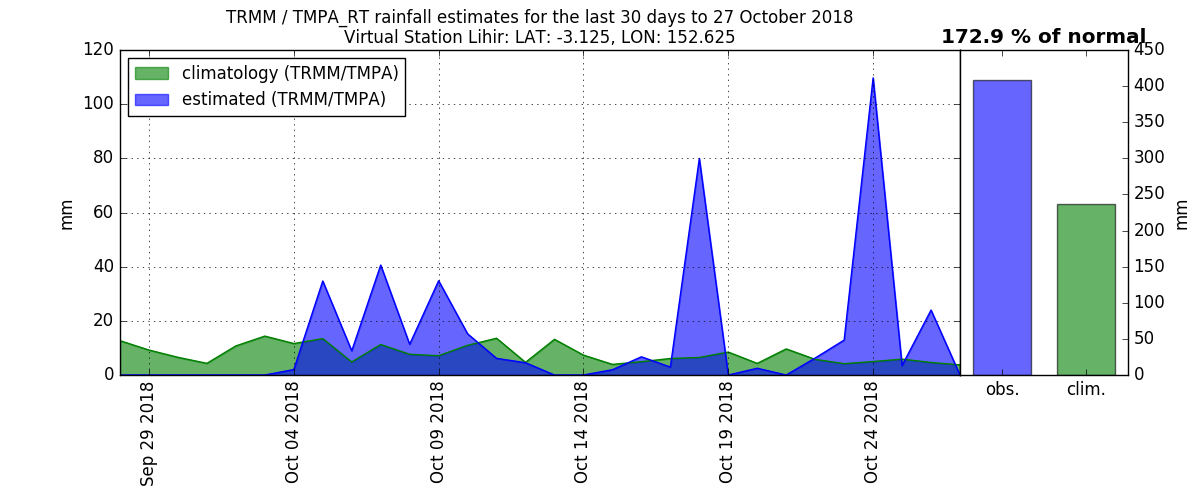 TRMM / TMPA_RT rainfall estimates for the last 30 days to 27 October 2018
Virtual Station Lihir: LAT: -3.125, LON: 152.625
172.9 % of normal
climatology (TRMM/TMPA)
estimated (TRMM/TMPA)
mm
120
100
80
60
40
20
0
Sep 29 2018
Oct 04 2018
Oct 09 2018
Oct 14 2018
Oct 19 2018
Oct 24 2018
obs.
clim.
450
400
350
300
250
200
150
100
50
0
mm